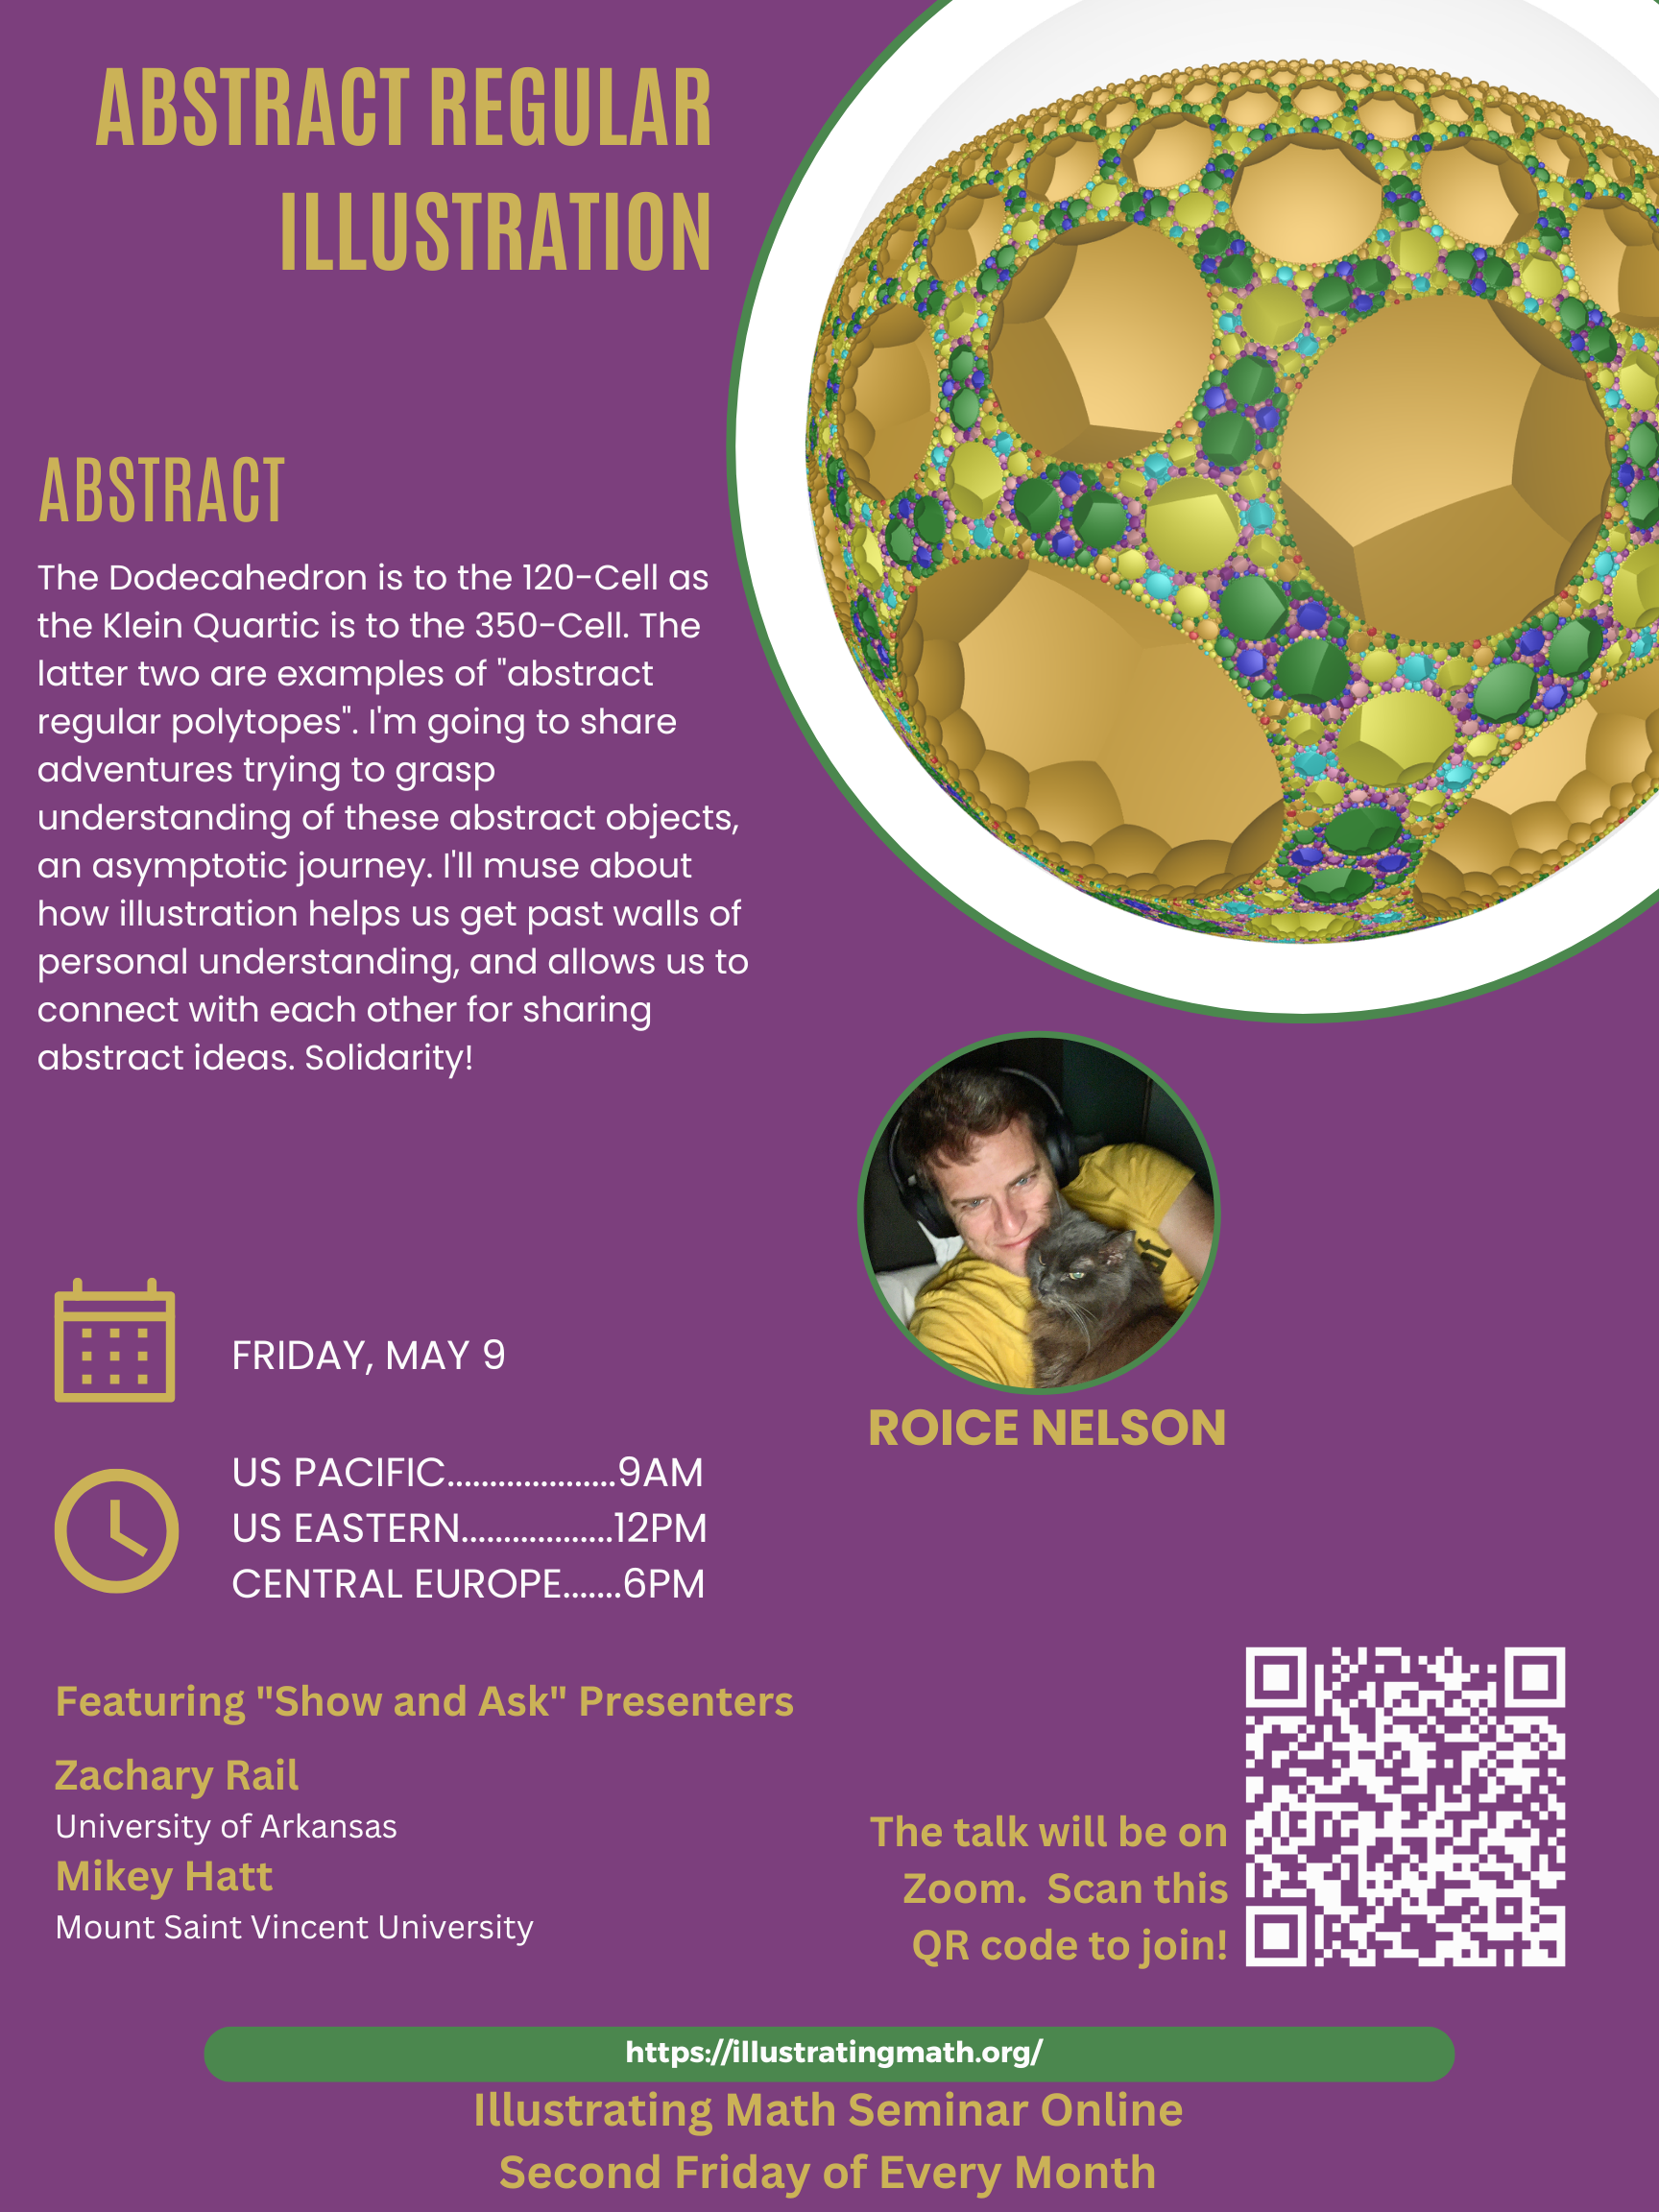 ABSTRACT REGULAR
ILLUSTRATION
ABSTRACT
The Dodecahedron is to the 120-Cell as
the Klein Quartic is to the 350-Cell. The
latter two are examples of "abstract
regular polytopes". I'm going to share
adventures trying to grasp
understanding of these abstract objects,
an asymptotic journey. I'll muse about
how illustration helps us get past walls of
personal understanding, and allows us to
connect with each other for sharing
abstract ideas. Solidarity!
ROICE NELSON
FRIDAY, MAY 9
US PACIFIC....................9AM
US EASTERN..................12PM
CENTRAL EUROPE.......6PM
Featuring "Show and Ask" Presenters
Zachary Rail
University of Arkansas
Mikey Hatt
Mount Saint Vincent University
The talk will be on
Zoom.  Scan this
QR code to join!
https://illustratingmath.org/
Illustrating Math Seminar Online
Second Friday of Every Month